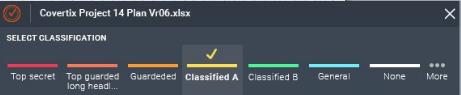 Covertix Project 14 Plan Vr06.xlsx
SELECT CLASSIFICATION
Top secret
Top guarded
long headl...
Guardeded
Classified A
Classified B
General
None
More